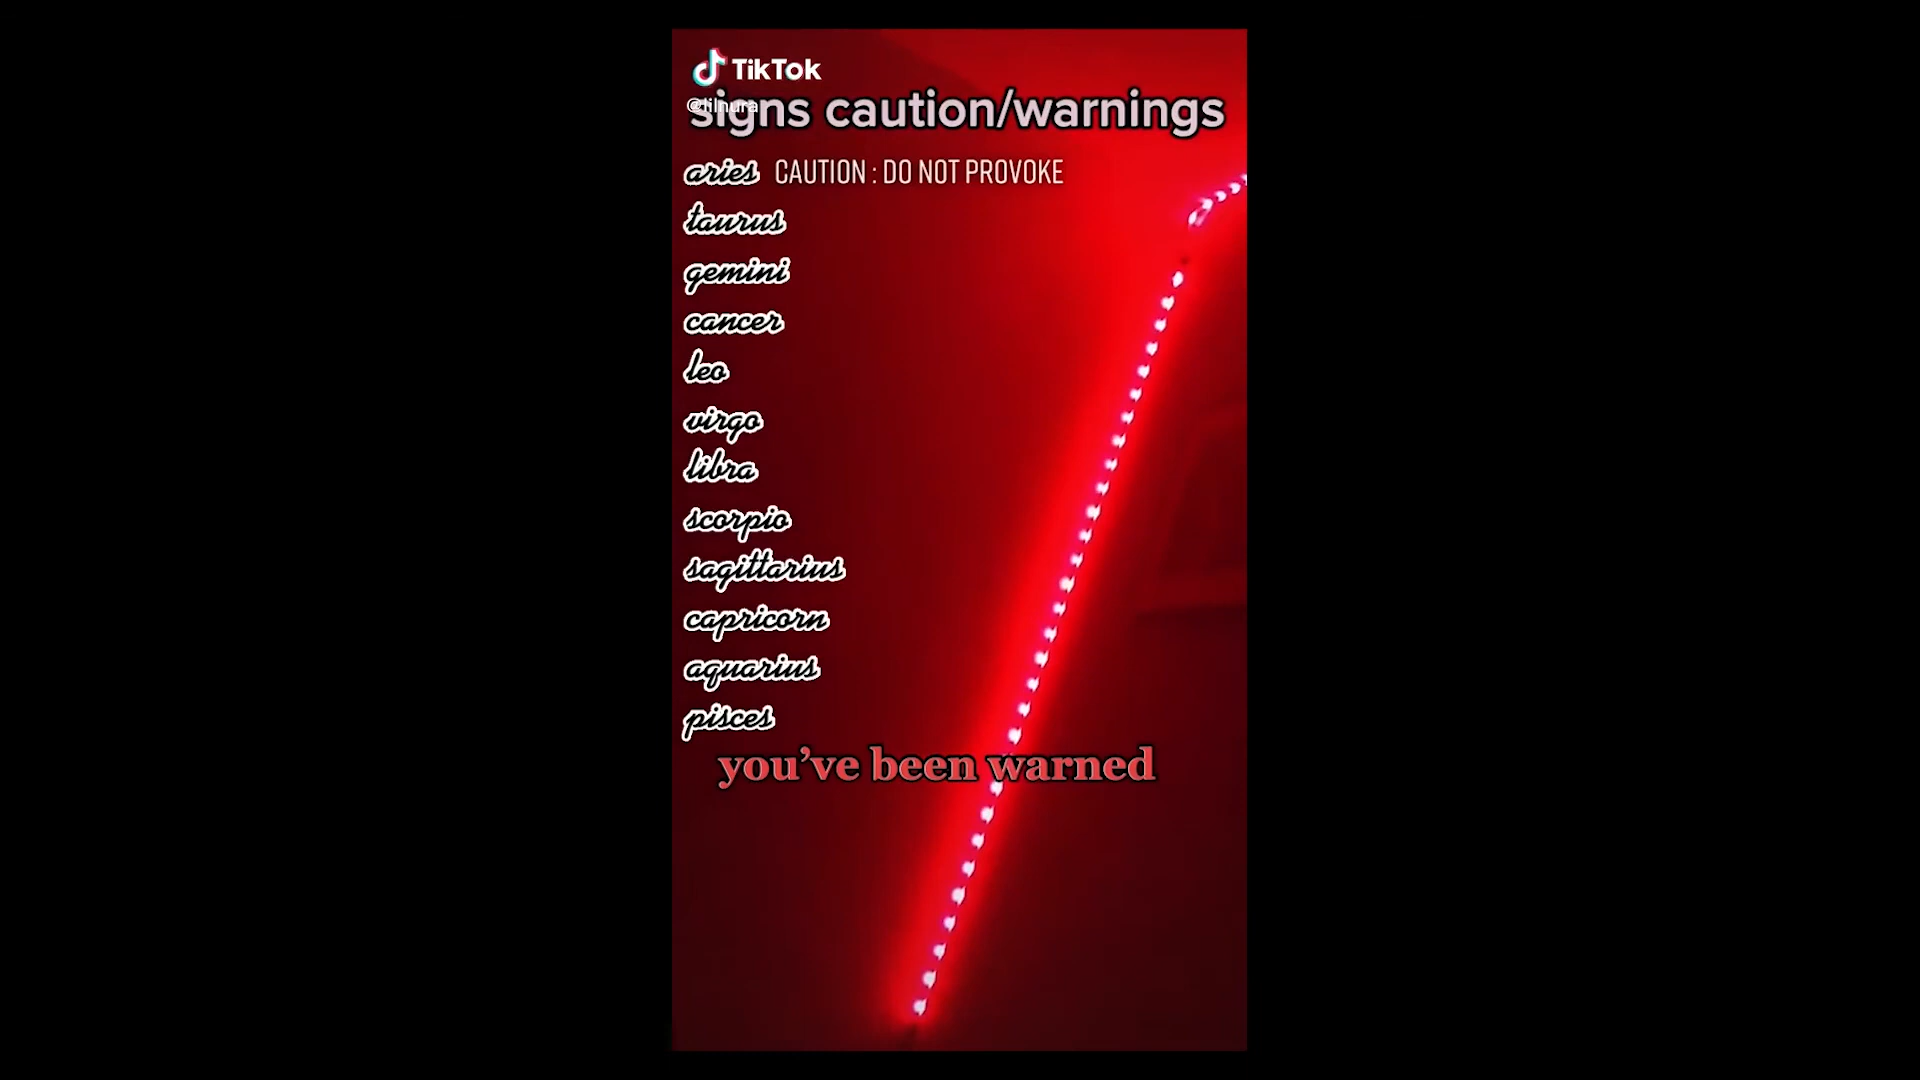 TikTok
@lilnura
signs caution/warnings
aries CAUTION : DO NOT PROVOKE
taurus
gemini
cancer
leo
virgo
libra
scorpio
sagittarius
capricorn
aquarius
pisces
you've been warned